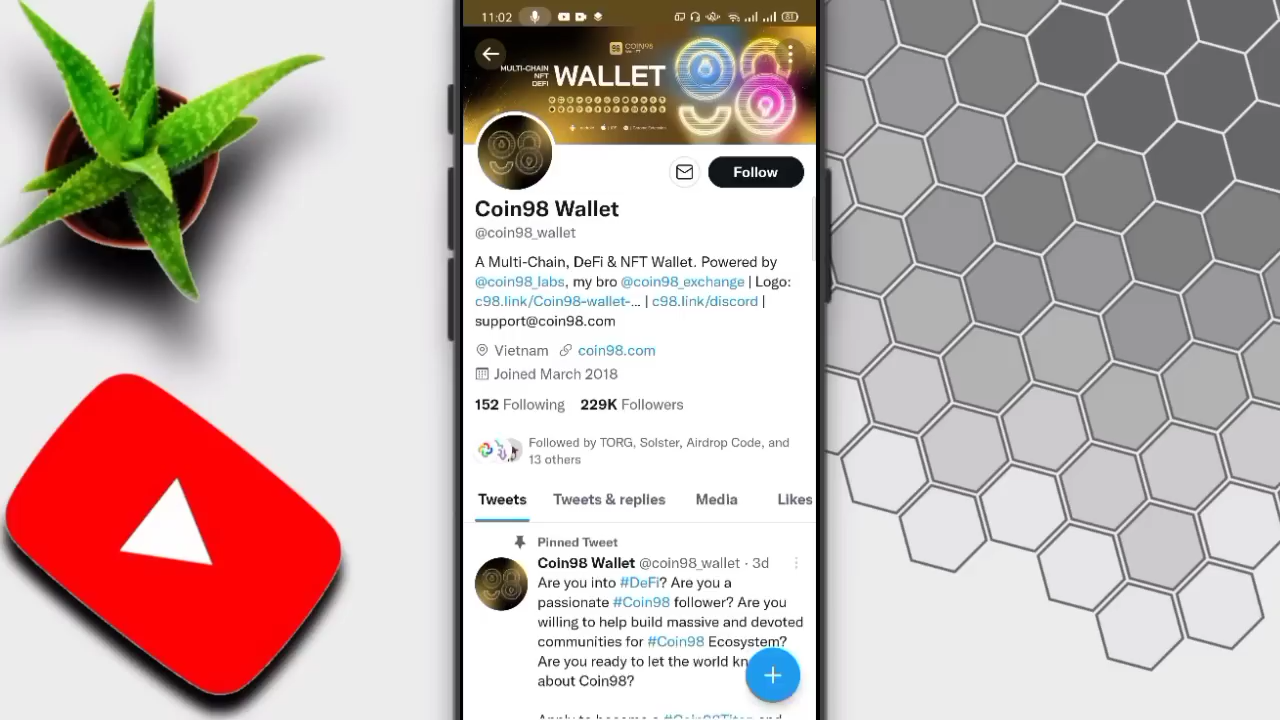 11:02
81
COIN98
MULTI-CHAIN
NFT
DEFI
WALLET
Follow
Coin98 Wallet
@coin98_wallet
A Multi-Chain, DeFi & NFT Wallet. Powered by
@coin98_labs, my bro @coin98_exchange | Logo:
c98.link/Coin98-wallet-... | c98.link/discord |
support@coin98.com
Vietnam coin98.com
Joined March 2018
152 Following 229K Followers
Followed by TORG, Solster, Airdrop Code, and
13 others
Tweets Tweets & replies Media Likes
Pinned Tweet
Coin98 Wallet @coin98_wallet · 3d
Are you into #DeFi? Are you a
passionate #Coin98 follower? Are you
willing to help build massive and devoted
communities for #Coin98 Ecosystem?
Are you ready to let the world
about Coin98?